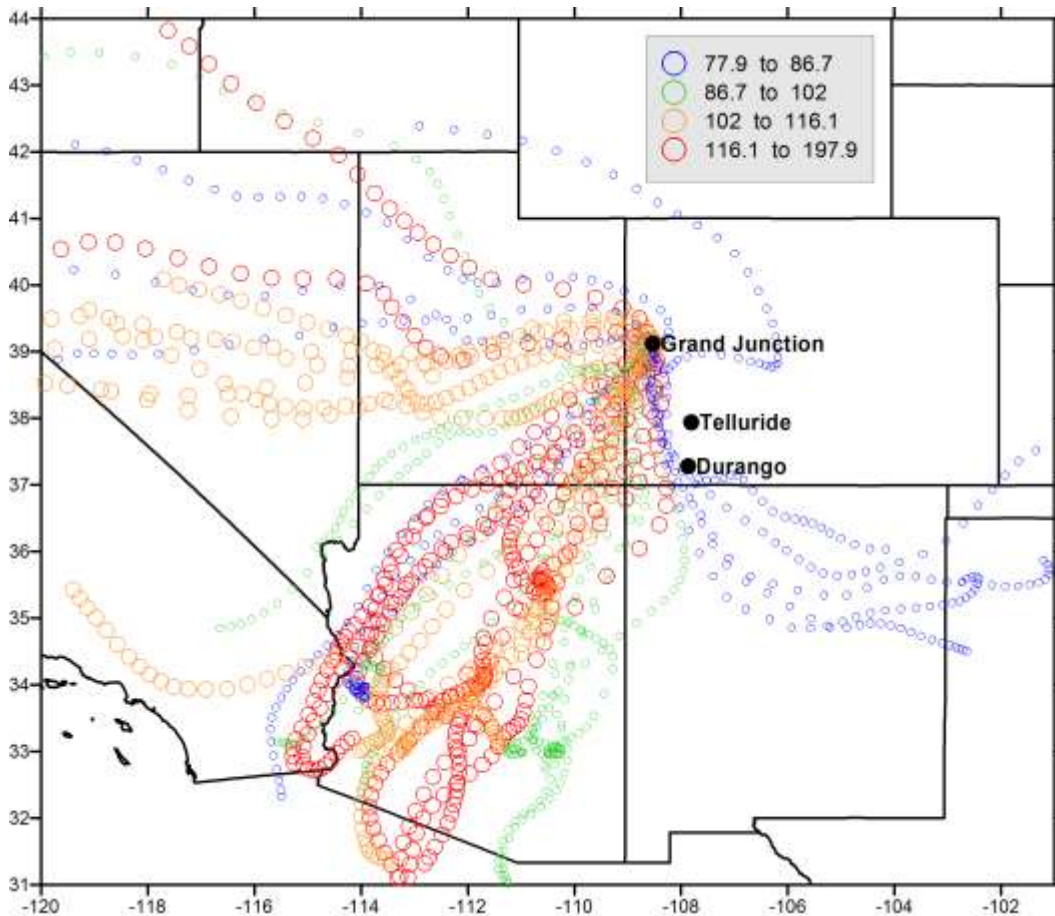 44
43
42
41
40
39
38
37
36
35
34
33
32
31
77.9 to 86.7
86.7 to 102
102 to 116.1
116.1 to 197.9
Grand Junction
Telluride
Durango
-120 -118 -116 -114 -112 -110 -108 -106 -104 -102